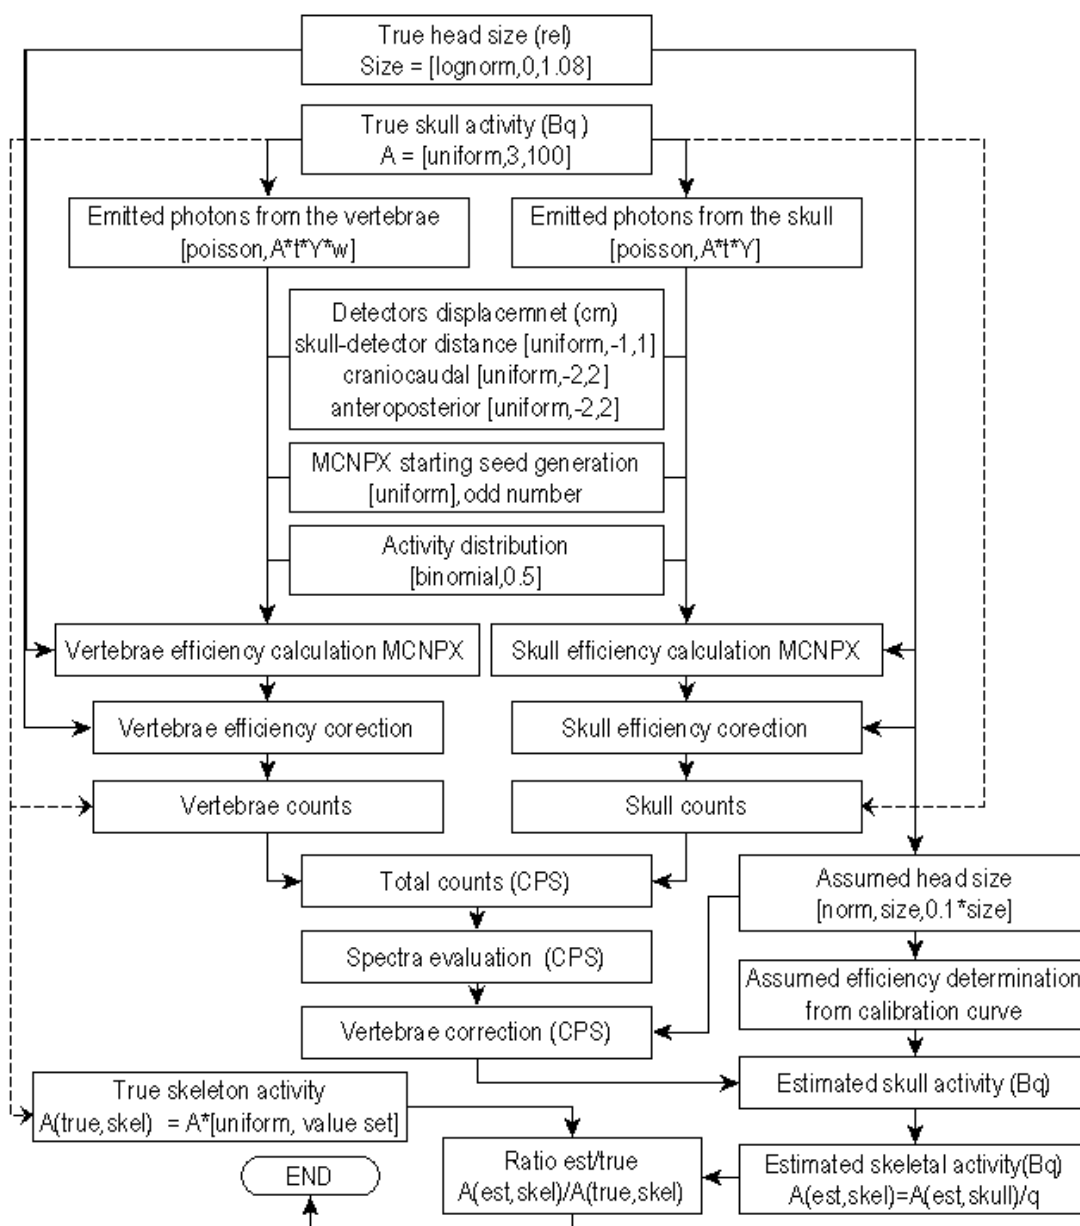 True head size (rel)
Size = [lognorm,0,1.08]
True skull activity (Bq )
A = [uniform,3,100]
Emitted photons from the vertebrae
[poisson,A*t*Y*w]
Emitted photons from the skull
[poisson,A*t*Y]
Detectors displacemnet (cm)
skull-detector distance [uniform,-1,1]
craniocaudal [uniform,-2,2]
anteroposterior [uniform,-2,2]
MCNPX starting seed generation
[uniform],odd number
Activity distribution
[binomial,0.5]
Vertebrae efficiency calculation MCNPX
Skull efficiency calculation MCNPX
Vertebrae efficiency corection
Skull efficiency corection
Vertebrae counts
Skull counts
Total counts (CPS)
Assumed head size
[norm,size,0.1*size]
Spectra evaluation (CPS)
Assumed efficiency determination
from calibration curve
Vertebrae correction (CPS)
Estimated skull activity (Bq)
True skeleton activity
A(true,skel) = A*[uniform, value set]
Ratio est/true
A(est,skel)/A(true,skel)
Estimated skeletal activity(Bq)
A(est,skel)=A(est,skull)/q
END